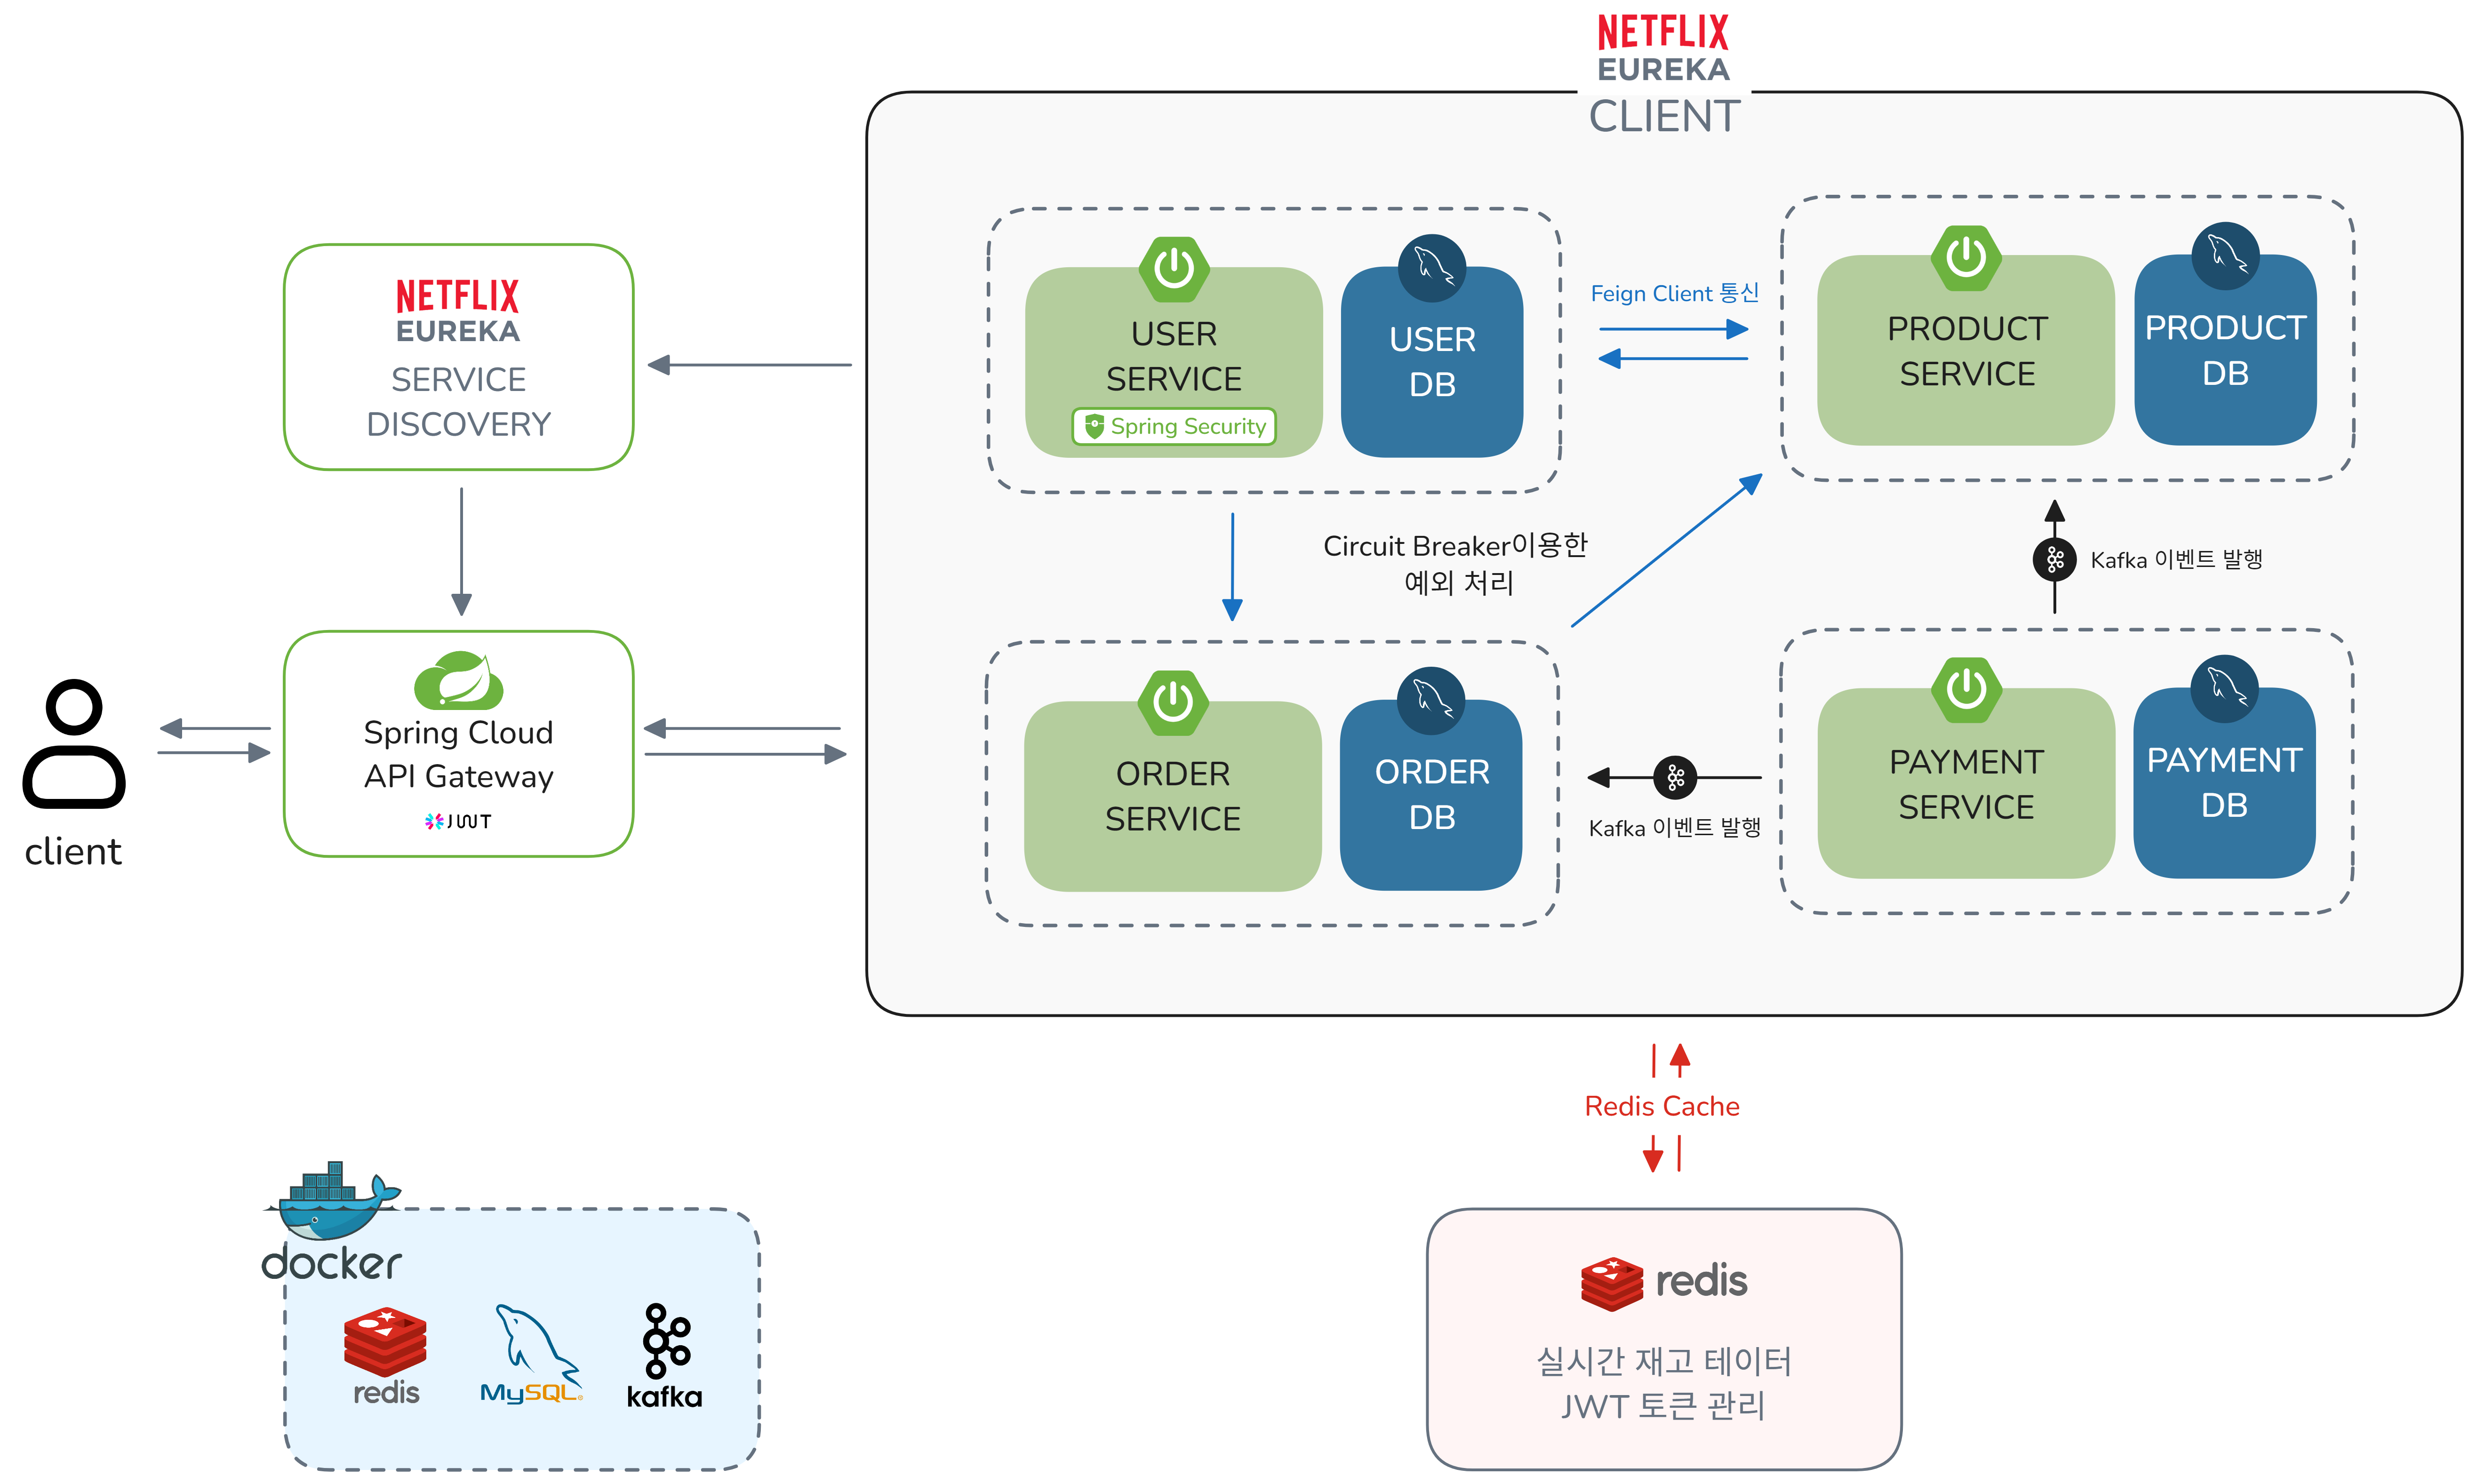 NETFLIX
EUREKA
CLIENT
NETFLIX
EUREKA
SERVICE
DISCOVERY
USER
SERVICE
Spring Security
USER
DB
Feign Client 통신
PRODUCT
SERVICE
PRODUCT
DB
Circuit Breaker이용한
예외 처리
Kafka 이벤트 발행
client
Spring Cloud
API Gateway
JWT
ORDER
SERVICE
ORDER
DB
Kafka 이벤트 발행
PAYMENT
SERVICE
PAYMENT
DB
Redis Cache
docker
redis
MySQL®
kafka
redis
실시간 재고 테이터
JWT 토큰 관리